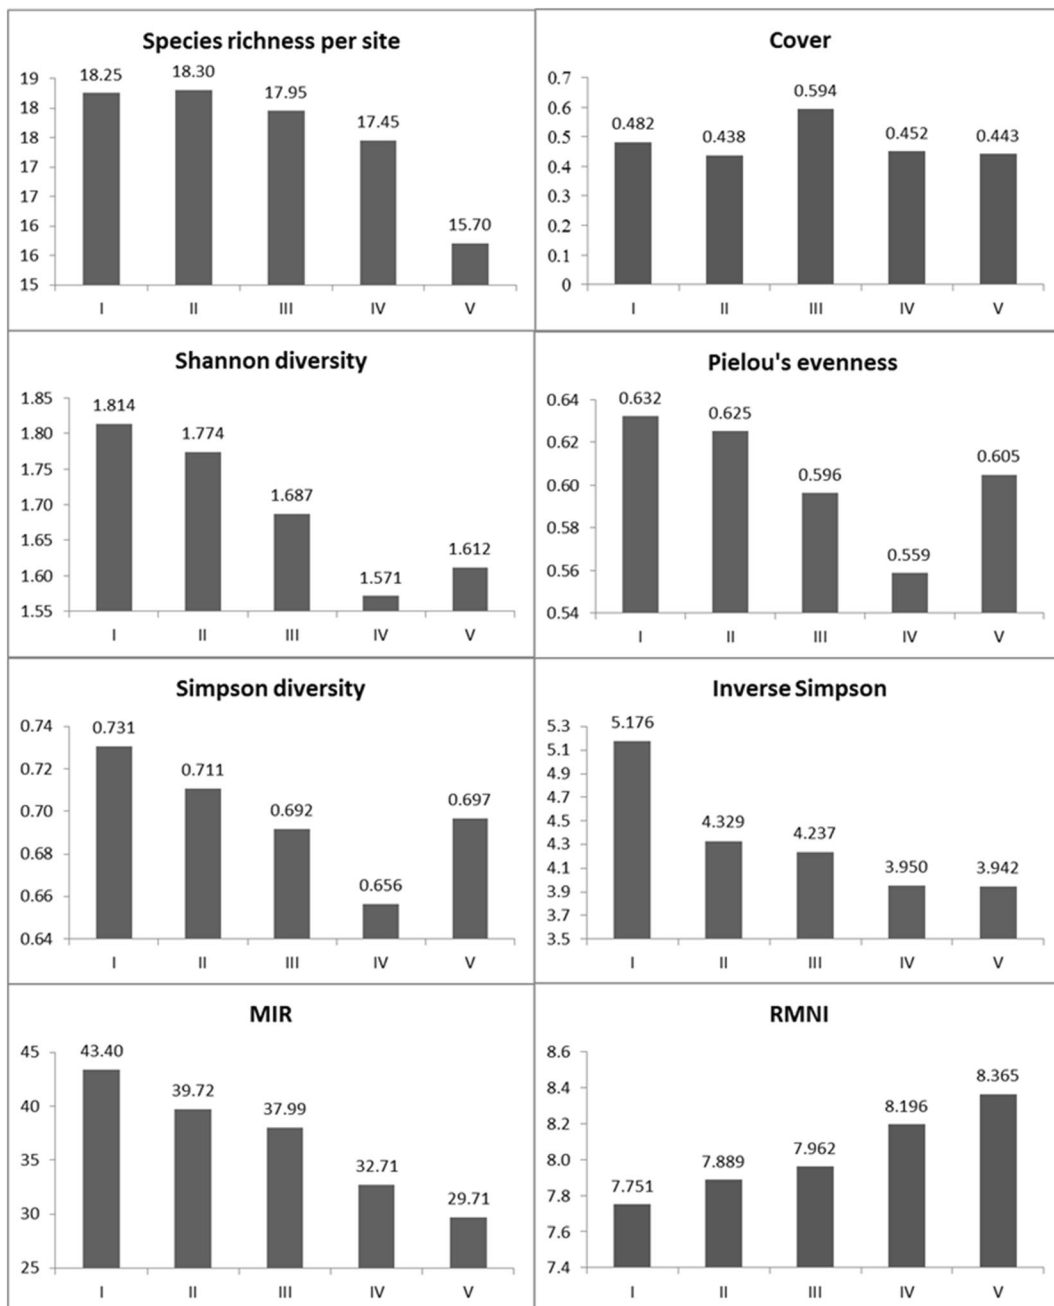 Species richness per site
18.25 18.30 17.95 17.45 15.70
19
18
18
17
17
16
16
15
I II III IV V
Cover
0.482 0.438 0.594 0.452 0.443
0.7
0.6
0.5
0.4
0.3
0.2
0.1
0
I II III IV V
Shannon diversity
1.814 1.774 1.687 1.571 1.612
1.85
1.80
1.75
1.70
1.65
1.60
1.55
I II III IV V
Pielou's evenness
0.632 0.625 0.596 0.559 0.605
0.64
0.62
0.60
0.58
0.56
0.54
I II III IV V
Simpson diversity
0.731 0.711 0.692 0.656 0.697
0.74
0.72
0.70
0.68
0.66
0.64
I II III IV V
Inverse Simpson
5.176 4.329 4.237 3.950 3.942
5.3
5.1
4.9
4.7
4.5
4.3
4.1
3.9
3.7
3.5
I II III IV V
MIR
43.40 39.72 37.99 32.71 29.71
45
40
35
30
25
I II III IV V
RMNI
7.751 7.889 7.962 8.196 8.365
8.6
8.4
8.2
8.0
7.8
7.6
7.4
I II III IV V